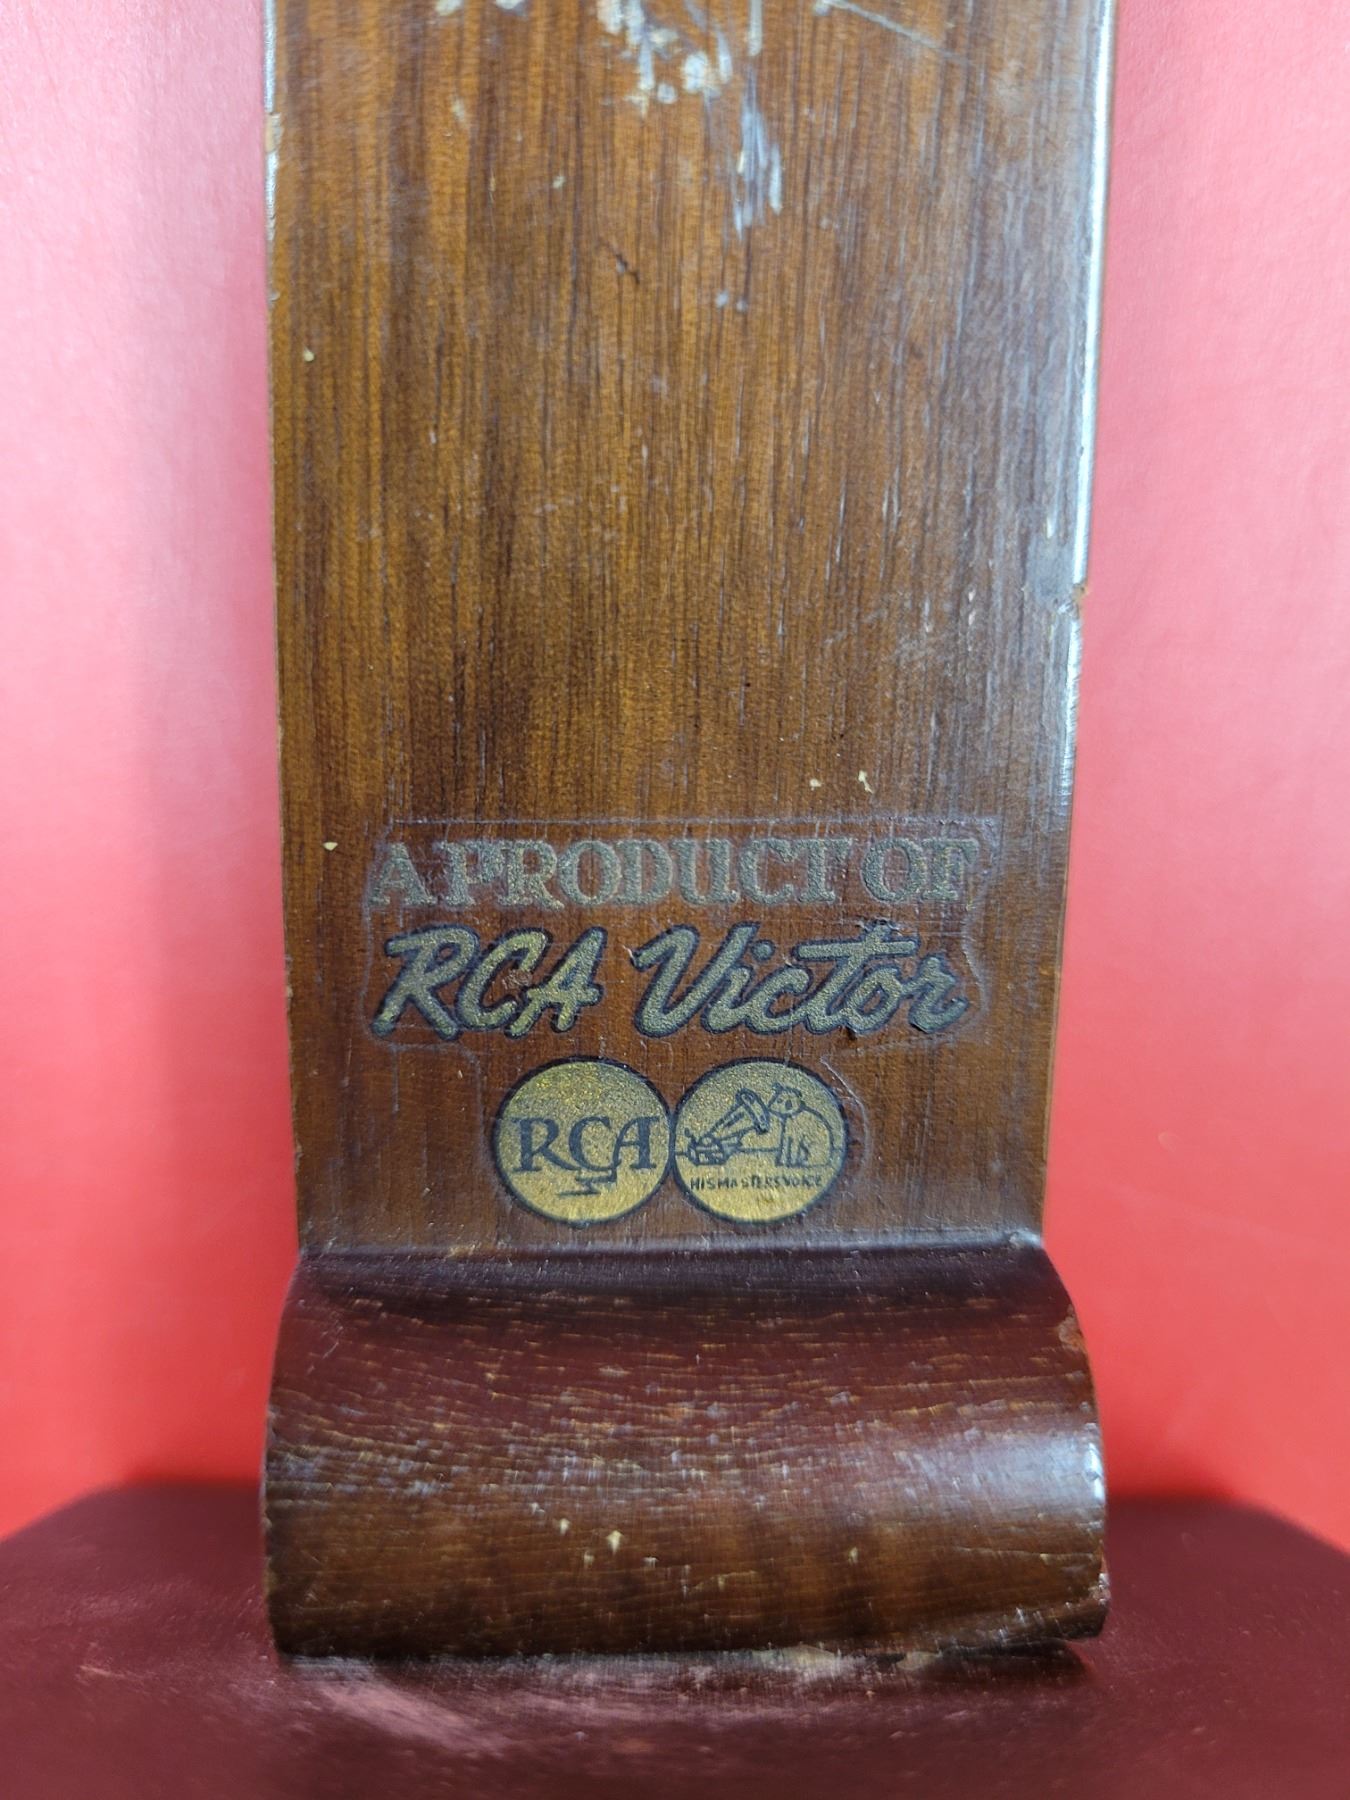 A PRODUCT OF
RCA Victor
RCA
HIS MASTERS VOICE